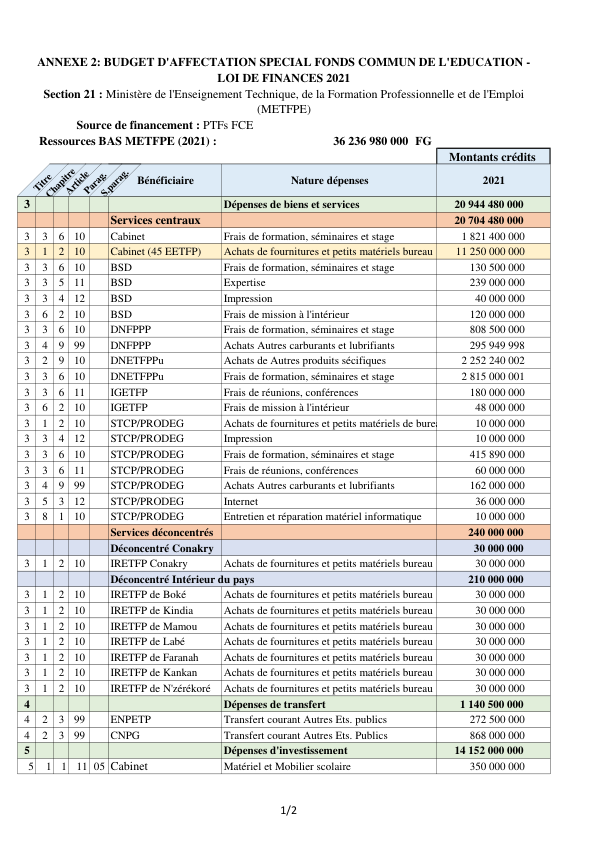 ANNEXE 2: BUDGET D'AFFECTATION SPECIAL FONDS COMMUN DE L'EDUCATION -
LOI DE FINANCES 2021
Section 21 : Ministère de l'Enseignement Technique, de la Formation Professionnelle et de l'Emploi
(METFPE)
Source de financement : PTFs FCE
Ressources BAS METFPE (2021) : 36 236 980 000 FG
Montants crédits
Titre Chapitre Article Parag. S.parag. Bénéficiaire Nature dépenses 2021
3 Dépenses de biens et services 20 944 480 000
Services centraux 20 704 480 000
3 3 6 10 Cabinet Frais de formation, séminaires et stage 1 821 400 000
3 1 2 10 Cabinet (45 EETFP) Achats de fournitures et petits matériels bureau 11 250 000 000
3 3 6 10 BSD Frais de formation, séminaires et stage 130 500 000
3 3 5 11 BSD Expertise 239 000 000
3 3 4 12 BSD Impression 40 000 000
3 6 2 10 BSD Frais de mission à l'intérieur 120 000 000
3 3 6 10 DNFPPP Frais de formation, séminaires et stage 808 500 000
3 4 9 99 DNFPPP Achats Autres carburants et lubrifiants 295 949 998
3 2 9 10 DNETFPPu Achats de Autres produits sécifiques 2 252 240 002
3 3 6 10 DNETFPPu Frais de formation, séminaires et stage 2 815 000 001
3 3 6 11 IGETFP Frais de réunions, conférences 180 000 000
3 6 2 10 IGETFP Frais de mission à l'intérieur 48 000 000
3 1 2 10 STCP/PRODEG Achats de fournitures et petits matériels de bure 10 000 000
3 3 4 12 STCP/PRODEG Impression 10 000 000
3 3 6 10 STCP/PRODEG Frais de formation, séminaires et stage 415 890 000
3 3 6 11 STCP/PRODEG Frais de réunions, conférences 60 000 000
3 4 9 99 STCP/PRODEG Achats Autres carburants et lubrifiants 162 000 000
3 5 3 12 STCP/PRODEG Internet 36 000 000
3 8 1 10 STCP/PRODEG Entretien et réparation matériel informatique 10 000 000
Services déconcentrés 240 000 000
Déconcentré Conakry 30 000 000
3 1 2 10 IRETFP Conakry Achats de fournitures et petits matériels bureau 30 000 000
Déconcentré Intérieur du pays 210 000 000
3 1 2 10 IRETFP de Boké Achats de fournitures et petits matériels bureau 30 000 000
3 1 2 10 IRETFP de Kindia Achats de fournitures et petits matériels bureau 30 000 000
3 1 2 10 IRETFP de Mamou Achats de fournitures et petits matériels bureau 30 000 000
3 1 2 10 IRETFP de Labé Achats de fournitures et petits matériels bureau 30 000 000
3 1 2 10 IRETFP de Faranah Achats de fournitures et petits matériels bureau 30 000 000
3 1 2 10 IRETFP de Kankan Achats de fournitures et petits matériels bureau 30 000 000
3 1 2 10 IRETFP de N'zérékoré Achats de fournitures et petits matériels bureau 30 000 000
4 Dépenses de transfert 1 140 500 000
4 2 3 99 ENPETP Transfert courant Autres Ets. publics 272 500 000
4 2 3 99 CNPG Transfert courant Autres Ets. Publics 868 000 000
5 Dépenses d'investissement 14 152 000 000
5 1 1 11 05 Cabinet Matériel et Mobilier scolaire 350 000 000
1/2